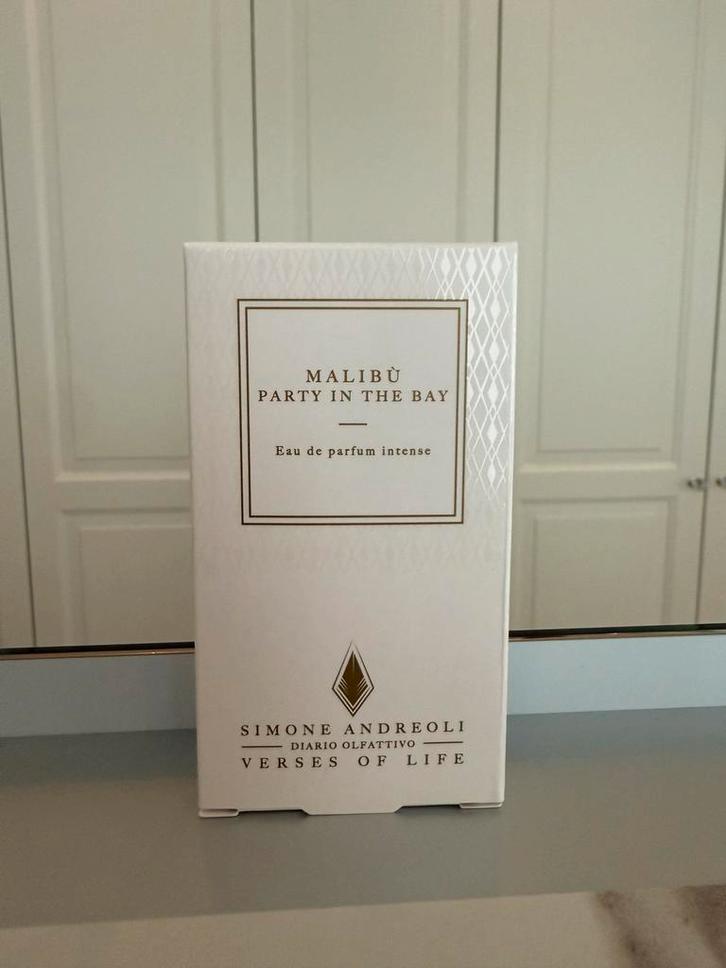 MALIBÙ
PARTY IN THE BAY
Eau de parfum intense
SIMONE ANDREOLI
DIARIO OLFATTIVO
VERSES OF LIFE